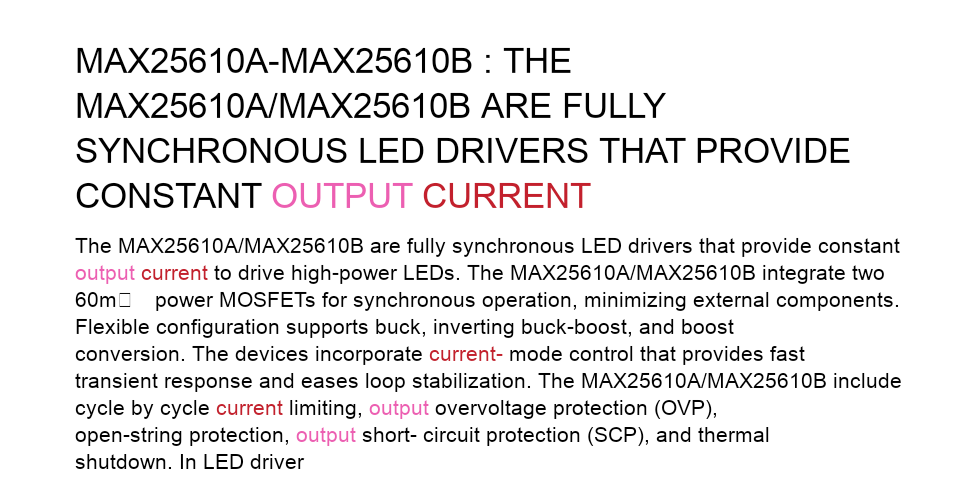 MAX25610A-MAX25610B : THE
MAX25610A/MAX25610B ARE FULLY
SYNCHRONOUS LED DRIVERS THAT PROVIDE
CONSTANT OUTPUT CURRENT
The MAX25610A/MAX25610B are fully synchronous LED drivers that provide constant
output current to drive high-power LEDs. The MAX25610A/MAX25610B integrate two
60m□ power MOSFETs for synchronous operation, minimizing external components.
Flexible configuration supports buck, inverting buck-boost, and boost
conversion. The devices incorporate current- mode control that provides fast
transient response and eases loop stabilization. The MAX25610A/MAX25610B include
cycle by cycle current limiting, output overvoltage protection (OVP),
open-string protection, output short- circuit protection (SCP), and thermal
shutdown. In LED driver